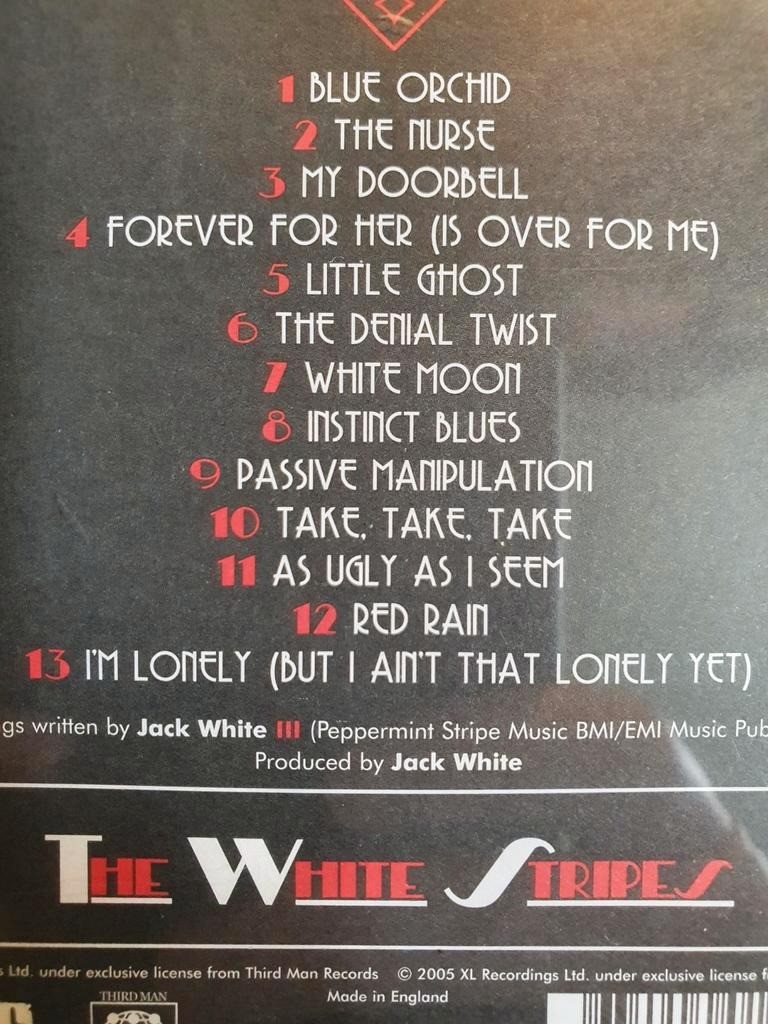 1 BLUE ORCHID
2 THE NURSE
3 MY DOORBELL
4 FOREVER FOR HER (IS OVER FOR ME)
5 LITTLE GHOST
6 THE DENIAL TWIST
7 WHITE MOON
8 INSTINCT BLUES
9 PASSIVE MANIPULATION
10 TAKE, TAKE, TAKE
11 AS UGLY AS I SEEM
12 RED RAIN
13 I'M LONELY (BUT I AIN'T THAT LONELY YET)
gs written by Jack White III (Peppermint Stripe Music BMI/EMI Music Pub
Produced by Jack White
THE WHITE STRIPES
s Ltd. under exclusive license from Third Man Records © 2005 XL Recordings Ltd. under exclusive license f
Made in England
THIRD MAN